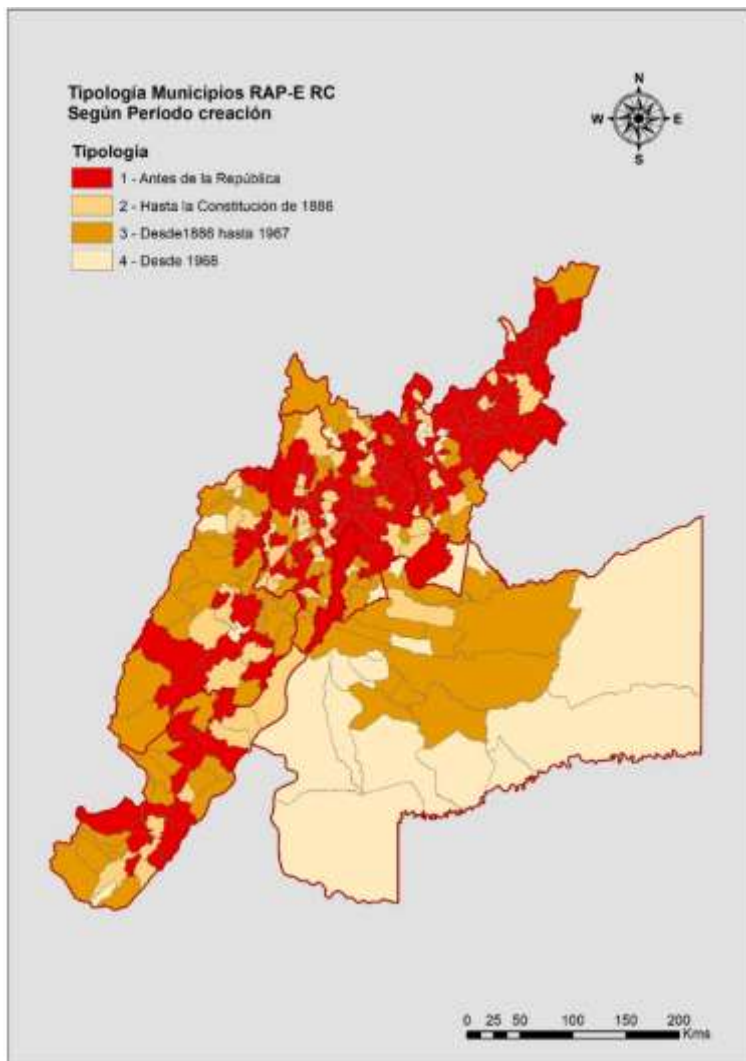 Tipología Municipios RAP-E RC
Según Período creación
Tipología
1 - Antes de la República
2 - Hasta la Constitución de 1886
3 - Desde1886 hasta 1967
4 - Desde 1968
N
W
E
S
0 25 50 100 150 200
Kms